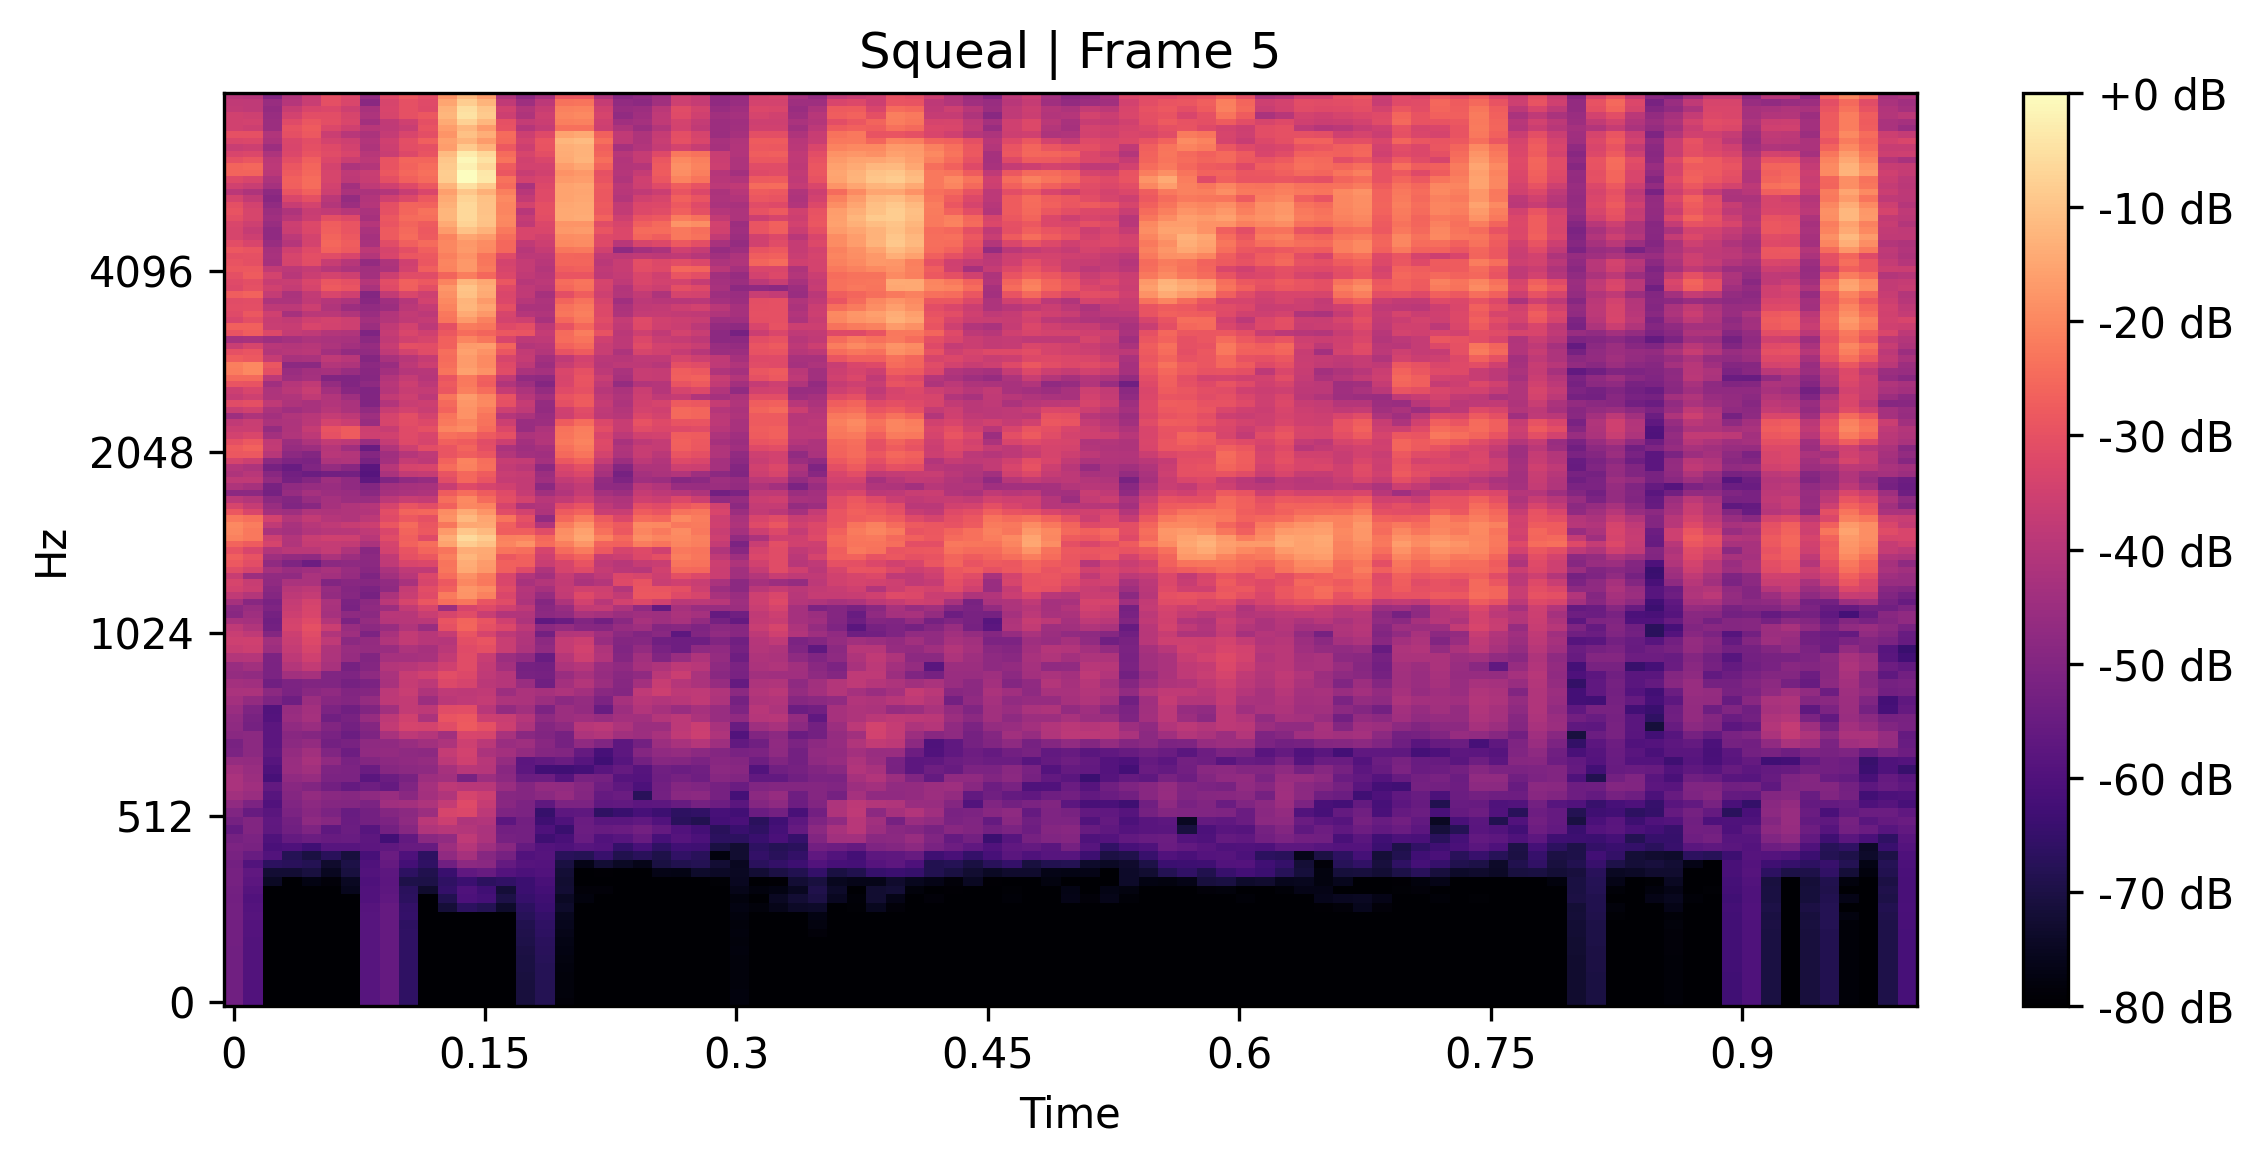 Squeal | Frame 5
+0 dB
-10 dB
-20 dB
-30 dB
-40 dB
-50 dB
-60 dB
-70 dB
-80 dB
4096
2048
1024
512
0
Hz
0 0.15 0.3 0.45 0.6 0.75 0.9
Time